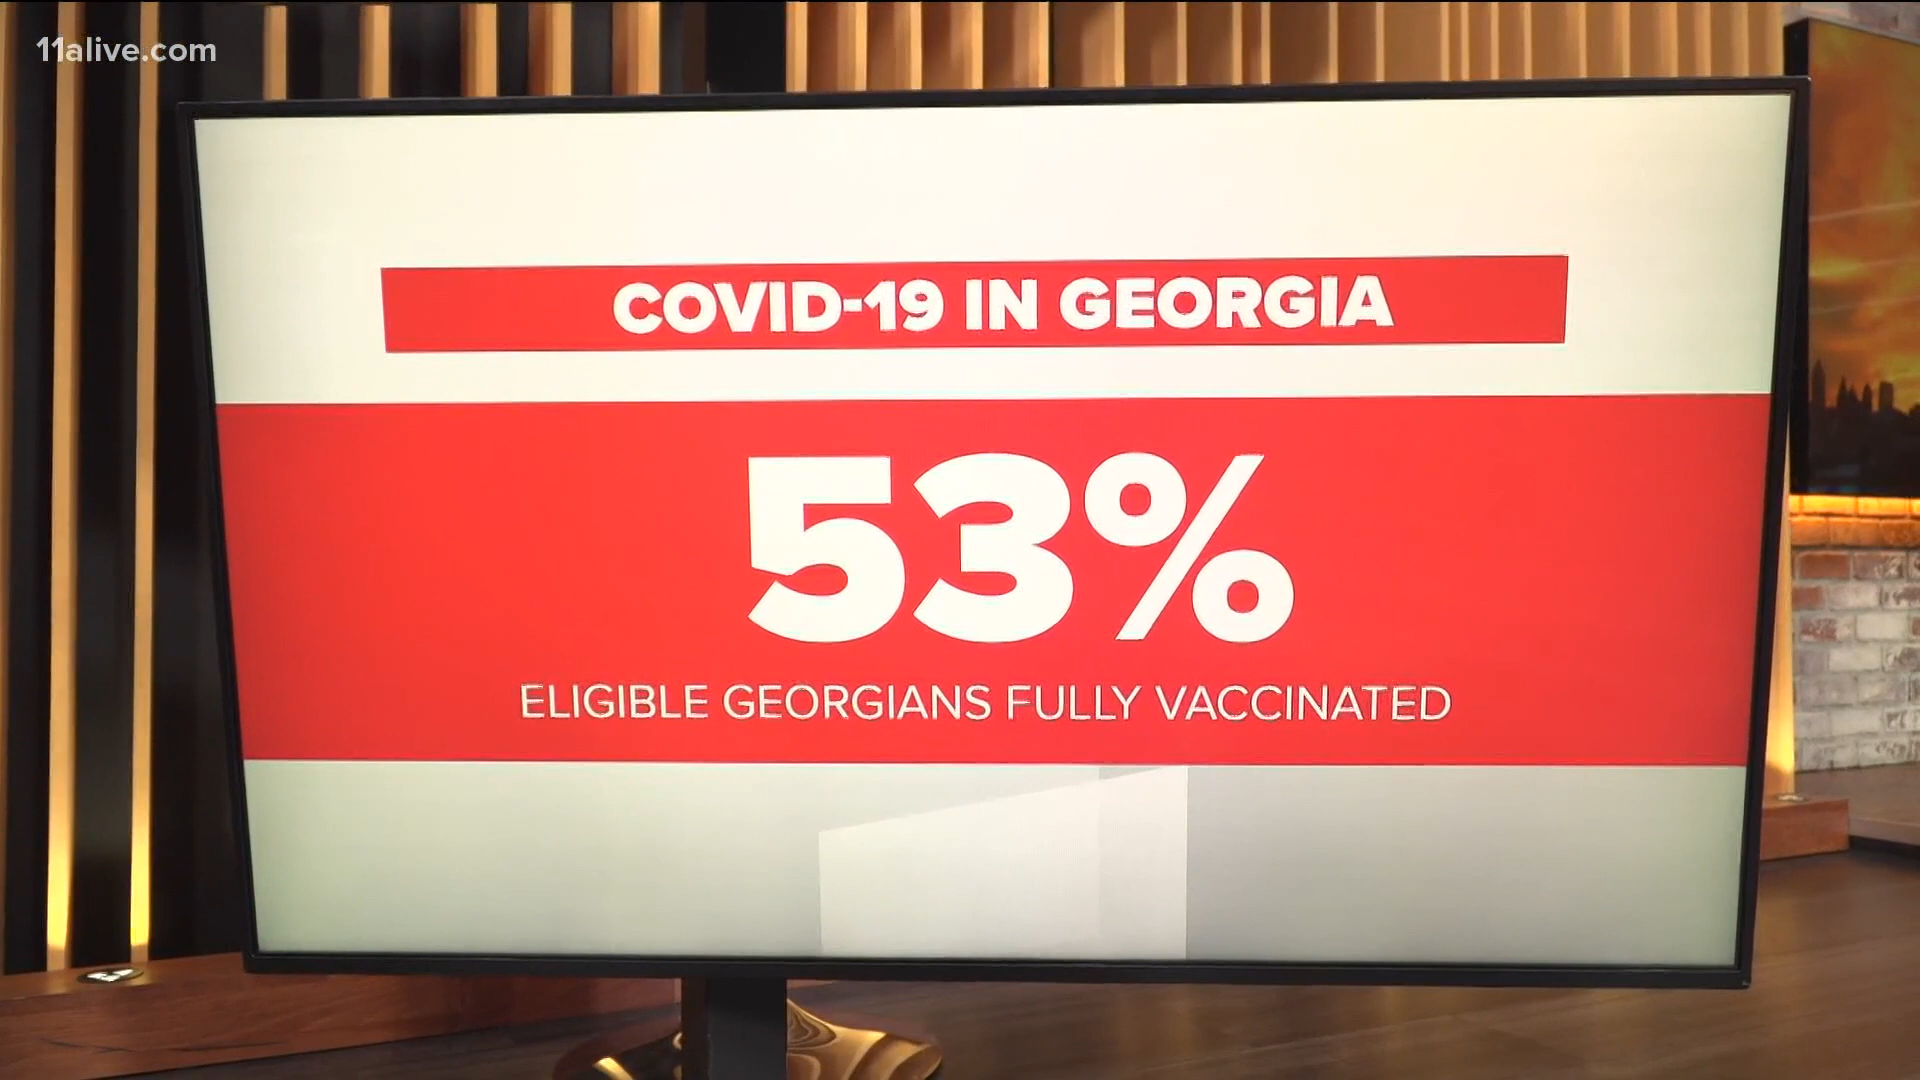 11alive.com
COVID-19 IN GEORGIA
53%
ELIGIBLE GEORGIANS FULLY VACCINATED